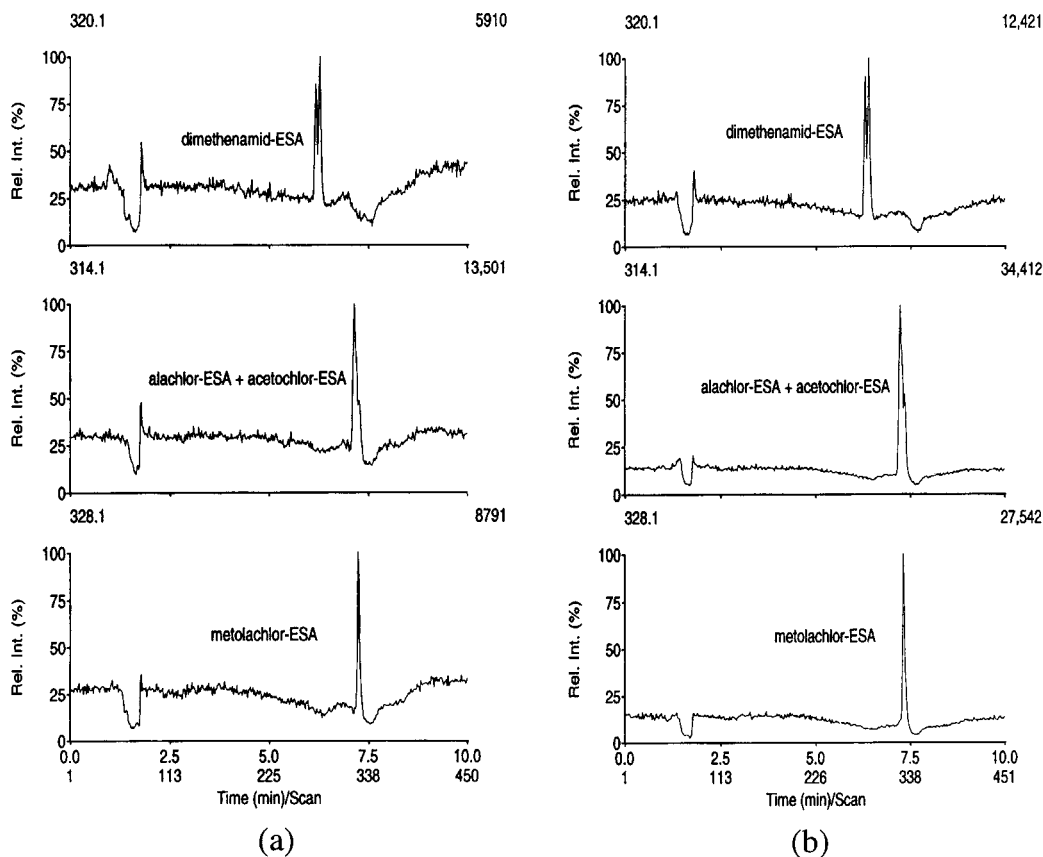 320.1 5910
Rel. Int. (%)
100
75
50
25
0
dimethenamid-ESA
314.1 13,501
Rel. Int. (%)
100
75
50
25
0
alachlor-ESA + acetochlor-ESA
328.1 8791
Rel. Int. (%)
100
75
50
25
0
metolachlor-ESA
0.0 2.5 5.0 7.5 10.0
1 113 225 338 450
Time (min)/Scan
(a)
320.1 12,421
Rel. Int. (%)
100
75
50
25
0
dimethenamid-ESA
314.1 34,412
Rel. Int. (%)
100
75
50
25
0
alachlor-ESA + acetochlor-ESA
328.1 27,542
Rel. Int. (%)
100
75
50
25
0
metolachlor-ESA
0.0 2.5 5.0 7.5 10.0
1 113 226 338 451
Time (min)/Scan
(b)